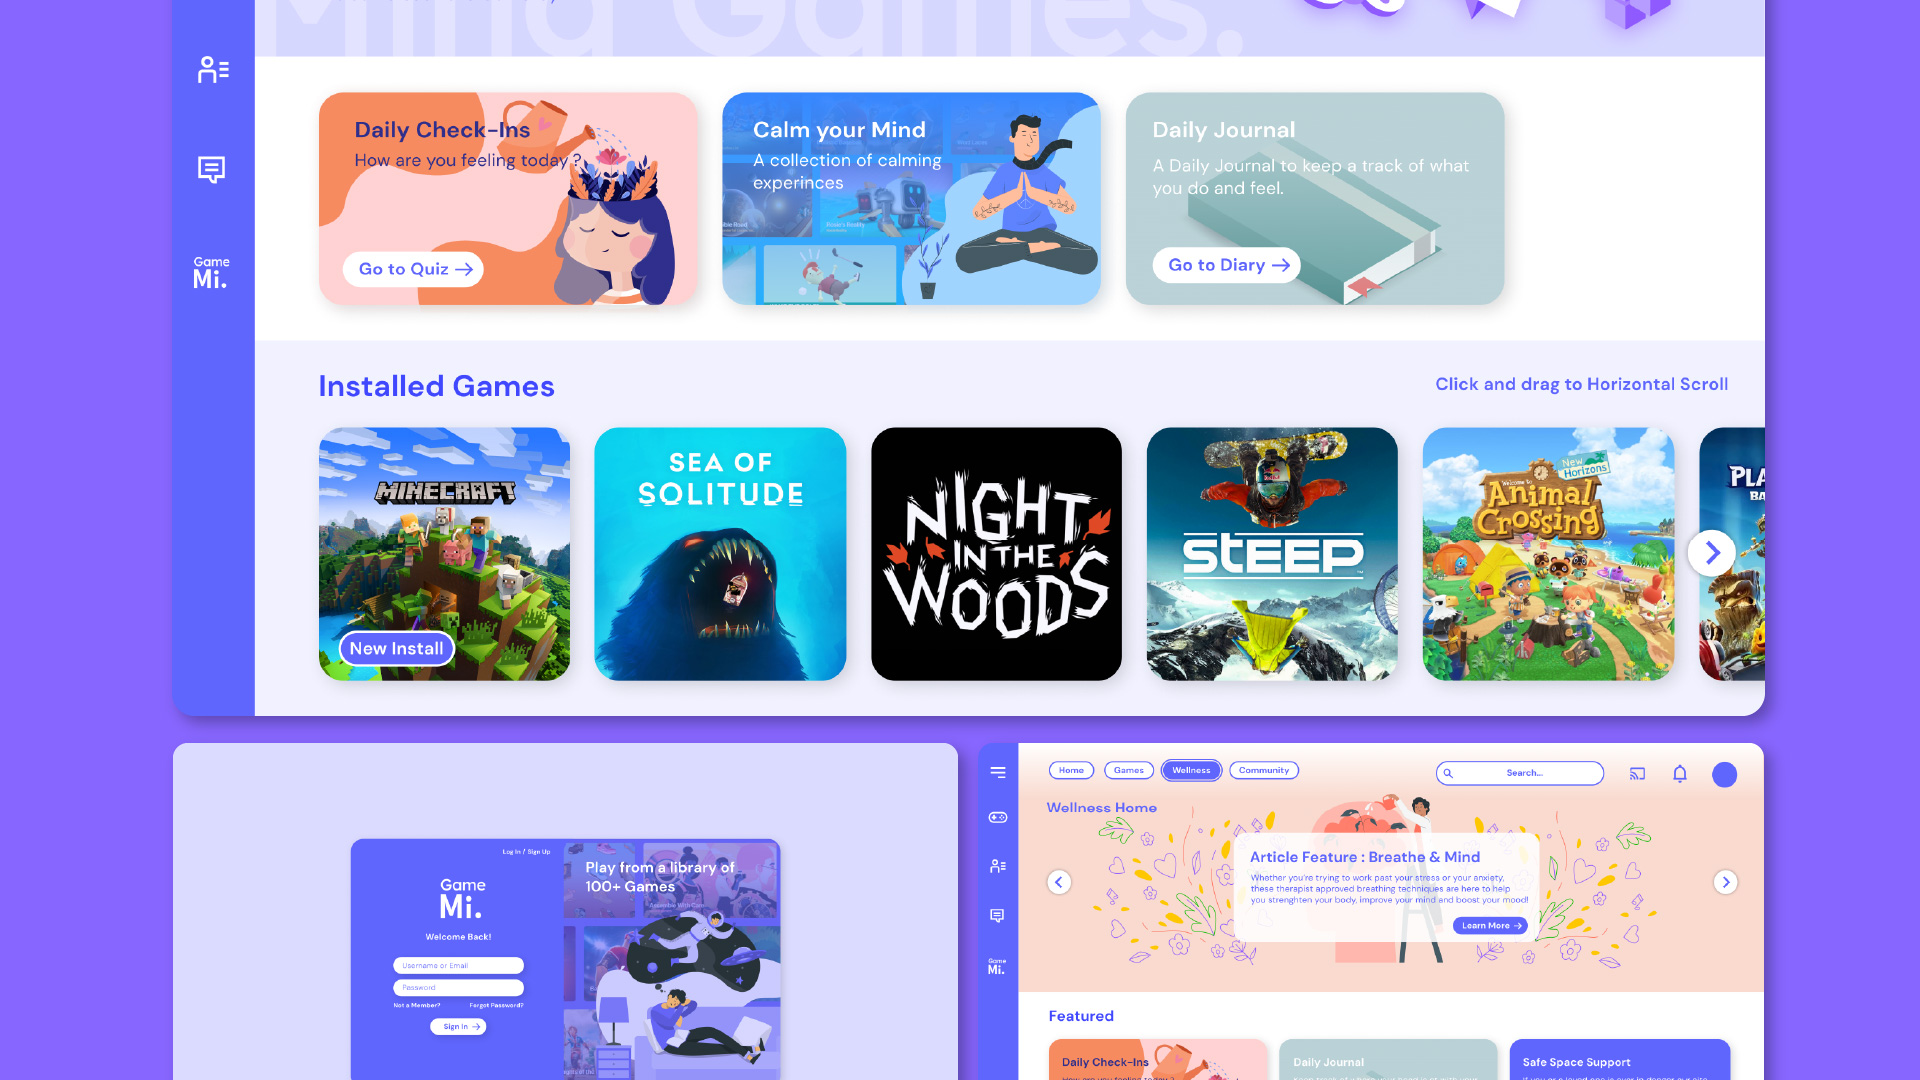 Mind Games.
Daily Check-Ins
How are you feeling today ?
Go to Quiz
Calm your Mind
A collection of calming
experinces
Daily Journal
A Daily Journal to keep a track of what
you do and feel.
Go to Diary
Game
Mi.
Installed Games
Click and drag to Horizontal Scroll
MINECRAFT
New Install
SEA OF
SOLITUDE
NIGHT
IN THE
WOODS
STEEP
Welcome to
New
Horizons
Animal
Crossing
PLA
BA
Log In / Sign Up
Game
Mi.
Welcome Back!
Username or Email
Password
Not a Member?
Forgot Password?
Sign In
Play from a library of
100+ Games
Home
Games
Wellness
Community
Search...
Wellness Home
Article Feature : Breathe & Mind
Whether you're trying to work past your stress or your anxiety,
these therapist approved breathing techniques are here to help
you strenghten your body, improve your mind and boost your mood!
Learn More
Game
Mi.
Featured
Daily Check-Ins
Daily Journal
Safe Space Support